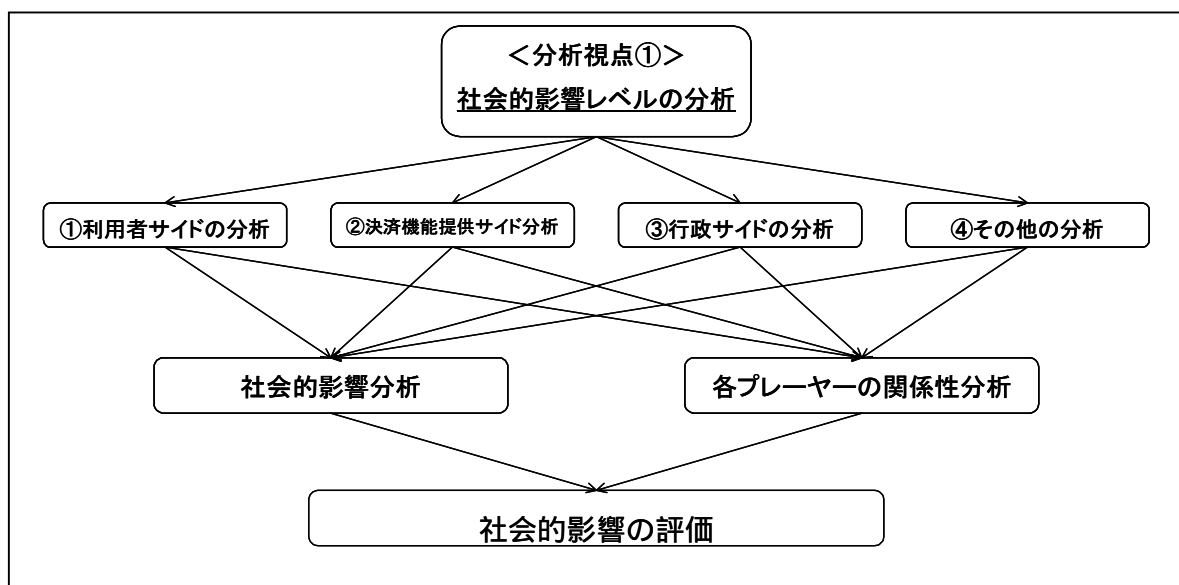 ＜分析視点①＞
社会的影響レベルの分析
①利用者サイドの分析
②決済機能提供サイド分析
③行政サイドの分析
④その他の分析
社会的影響分析
各プレーヤーの関係性分析
社会的影響の評価